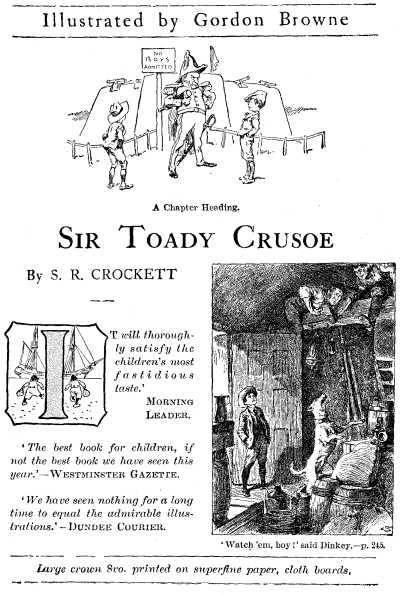 Illustrated by Gordon Browne
NO
BOYS
ADMITTED
A Chapter Heading.
SIR TOADY CRUSOE
By S. R. CROCKETT
IT will thorough-
ly satisfy the
children's most
fastidious
taste.'
MORNING
LEADER.
'The best book for children, if
not the best book we have seen this
year.'—WESTMINSTER GAZETTE.
'We have seen nothing for a long
time to equal the admirable illus-
trations.'—DUNDEE COURIER.
'Watch 'em, boy!' said Dinkey.—p. 245.
Large crown 8vo. printed on superfine paper, cloth boards,